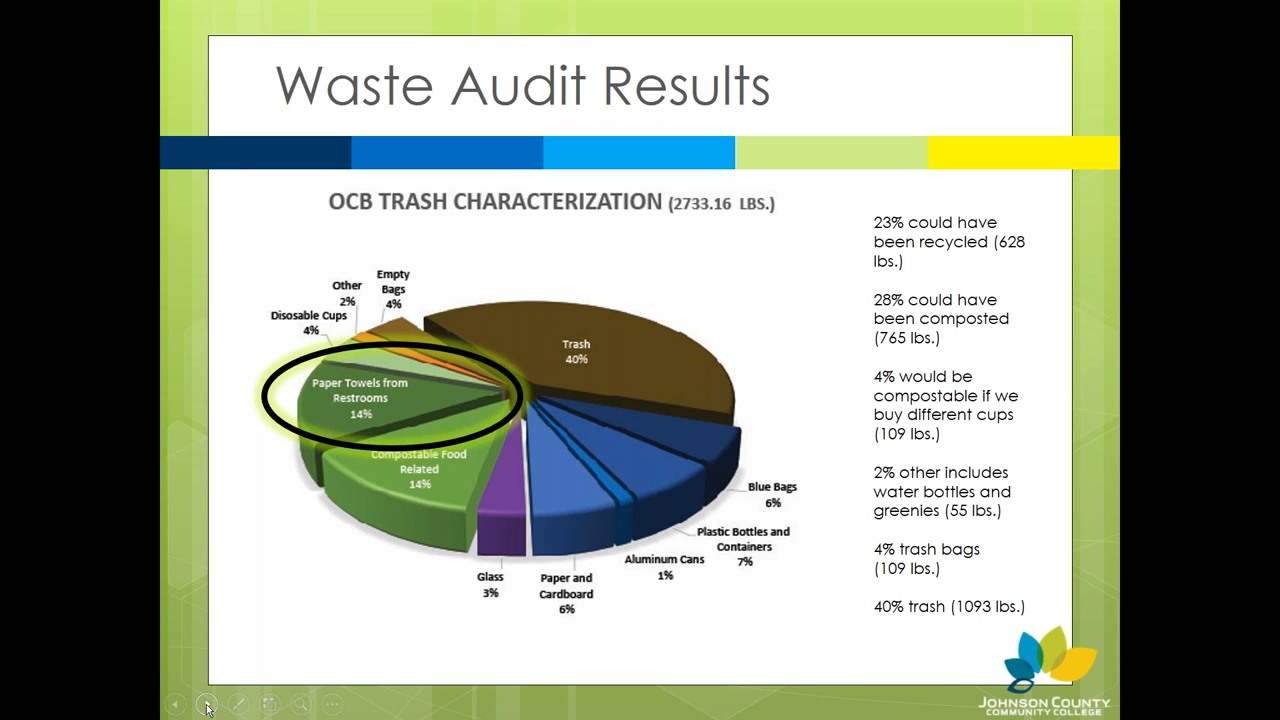 Waste Audit Results
OCB TRASH CHARACTERIZATION (2733.16 LBS.)
Empty
Bags
4%
Other
2%
Disosable Cups
4%
Trash
40%
Paper Towels from
Restrooms
14%
Compostable Food
Related
14%
Blue Bags
6%
Plastic Bottles and
Containers
7%
Aluminum Cans
1%
Glass
3%
Paper and
Cardboard
6%
23% could have
been recycled (628
lbs.)
28% could have
been composted
(765 lbs.)
4% would be
compostable if we
buy different cups
(109 lbs.)
2% other includes
water bottles and
greenies (55 lbs.)
4% trash bags
(109 lbs.)
40% trash (1093 lbs.)
JOHNSON COUNTY
COMMUNITY COLLEGE